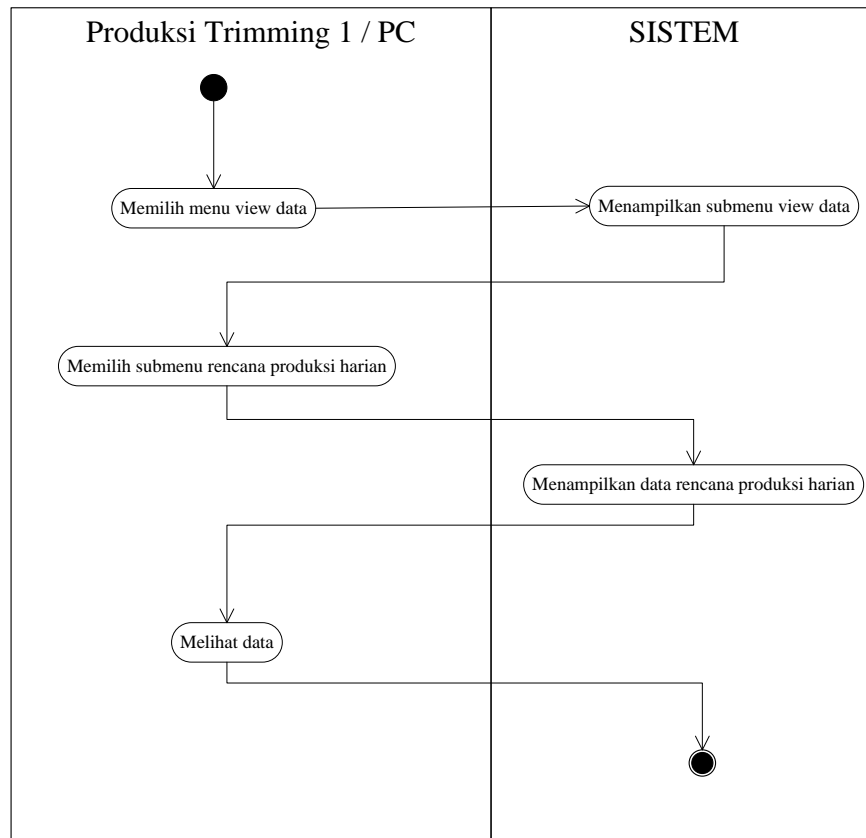 Produksi Trimming 1 / PC
SISTEM
Memilih menu view data
Menampilkan submenu view data
Memilih submenu rencana produksi harian
Menampilkan data rencana produksi harian
Melihat data